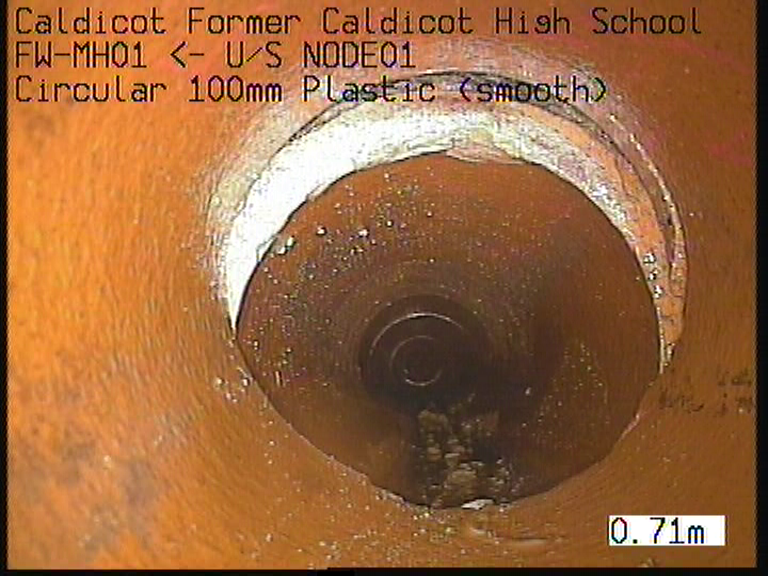 Caldicot Former Caldicot High School
FW-MH01 <- U/S NODE01
Circular 100mm Plastic (smooth)
0.71m